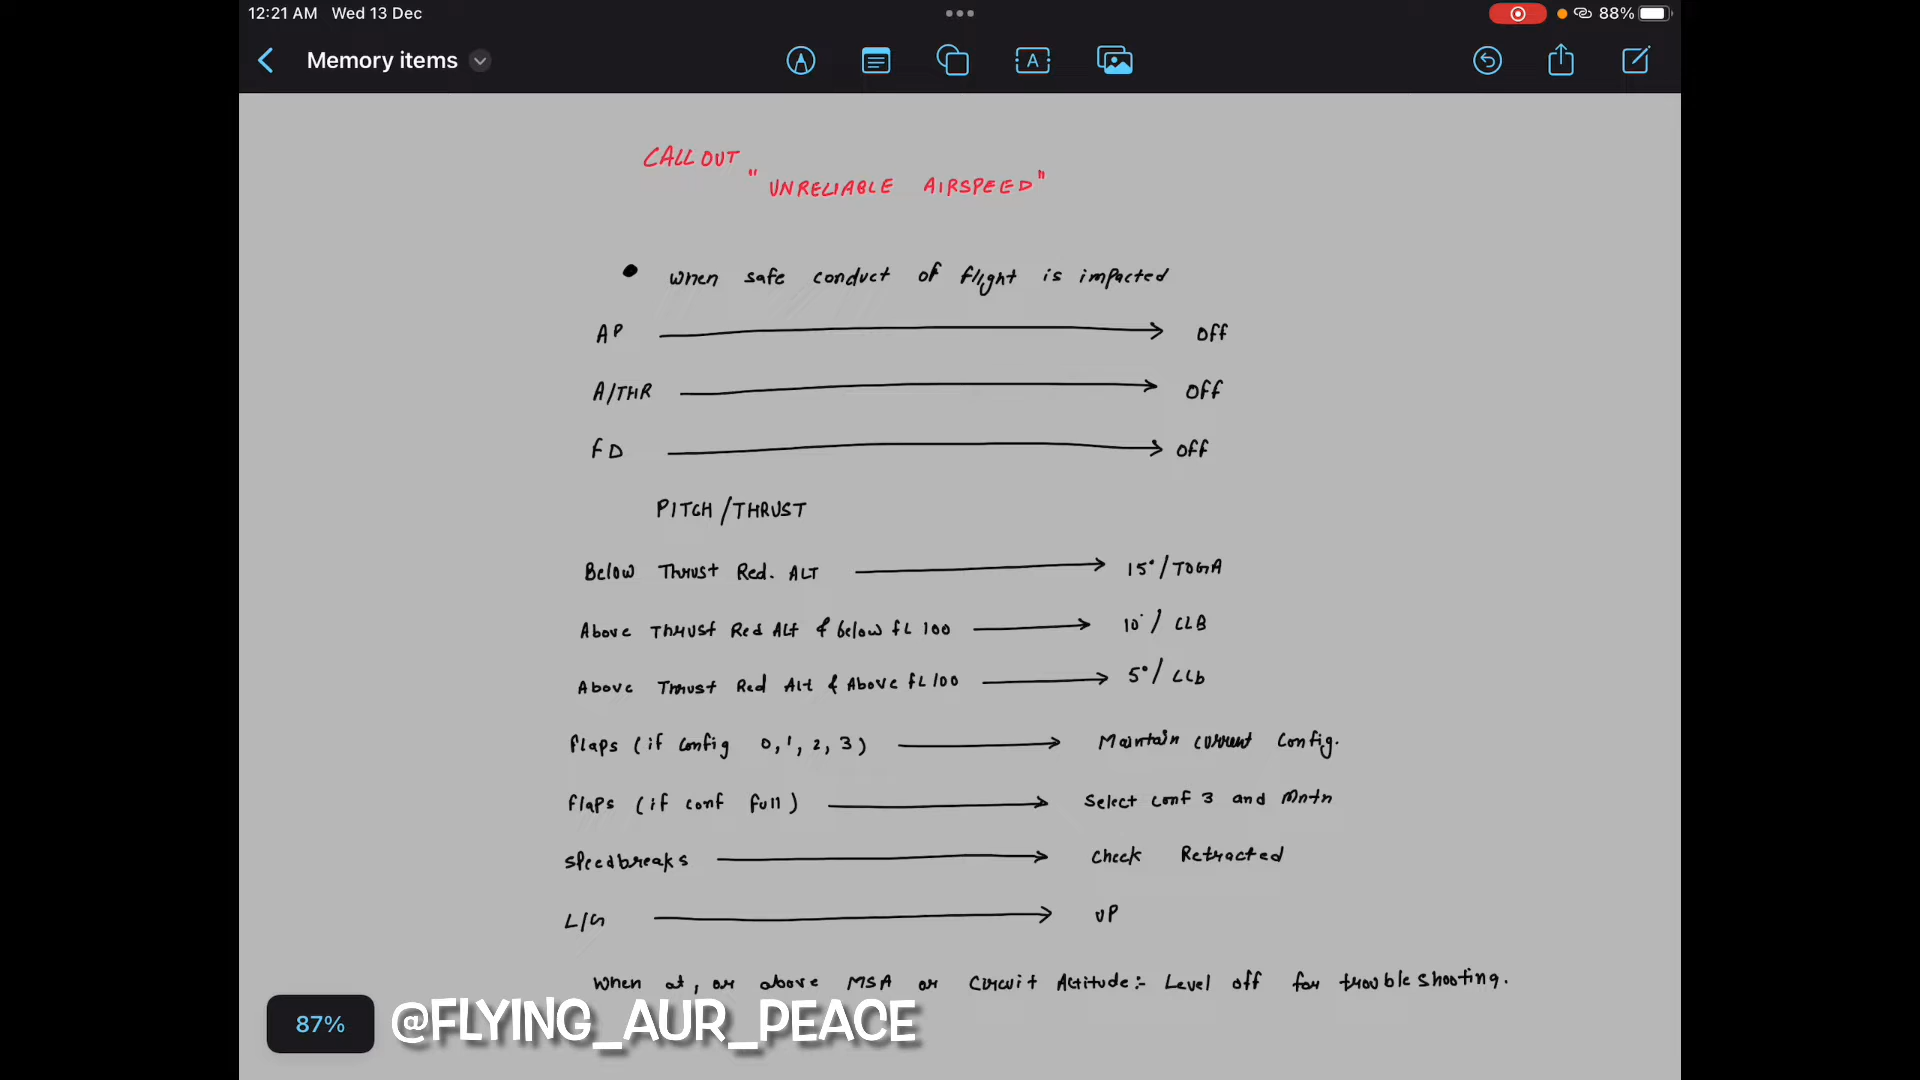 12:21 AM Wed 13 Dec
88%
Memory items
A
CALL OUT
"UNRELIABLE AIRSPEED"
• When safe conduct of flight is impacted
AP → Off
A/THR → Off
FD → Off
PITCH/THRUST
Below Thrust Red. ALT → 15°/TOGA
Above Thrust Red Alt & below FL 100 → 10°/ CLB
Above Thrust Red Alt & Above FL 100 → 5°/ CLb
flaps (if config 0, 1, 2, 3) → Maintain current config.
flaps (if conf full) → Select conf 3 and Mntn
speedbreaks → Check Retracted
L/G → UP
When at, or above MSA or Circuit Altitude:- Level off for troubleshooting.
87%
@FLYING_AUR_PEACE